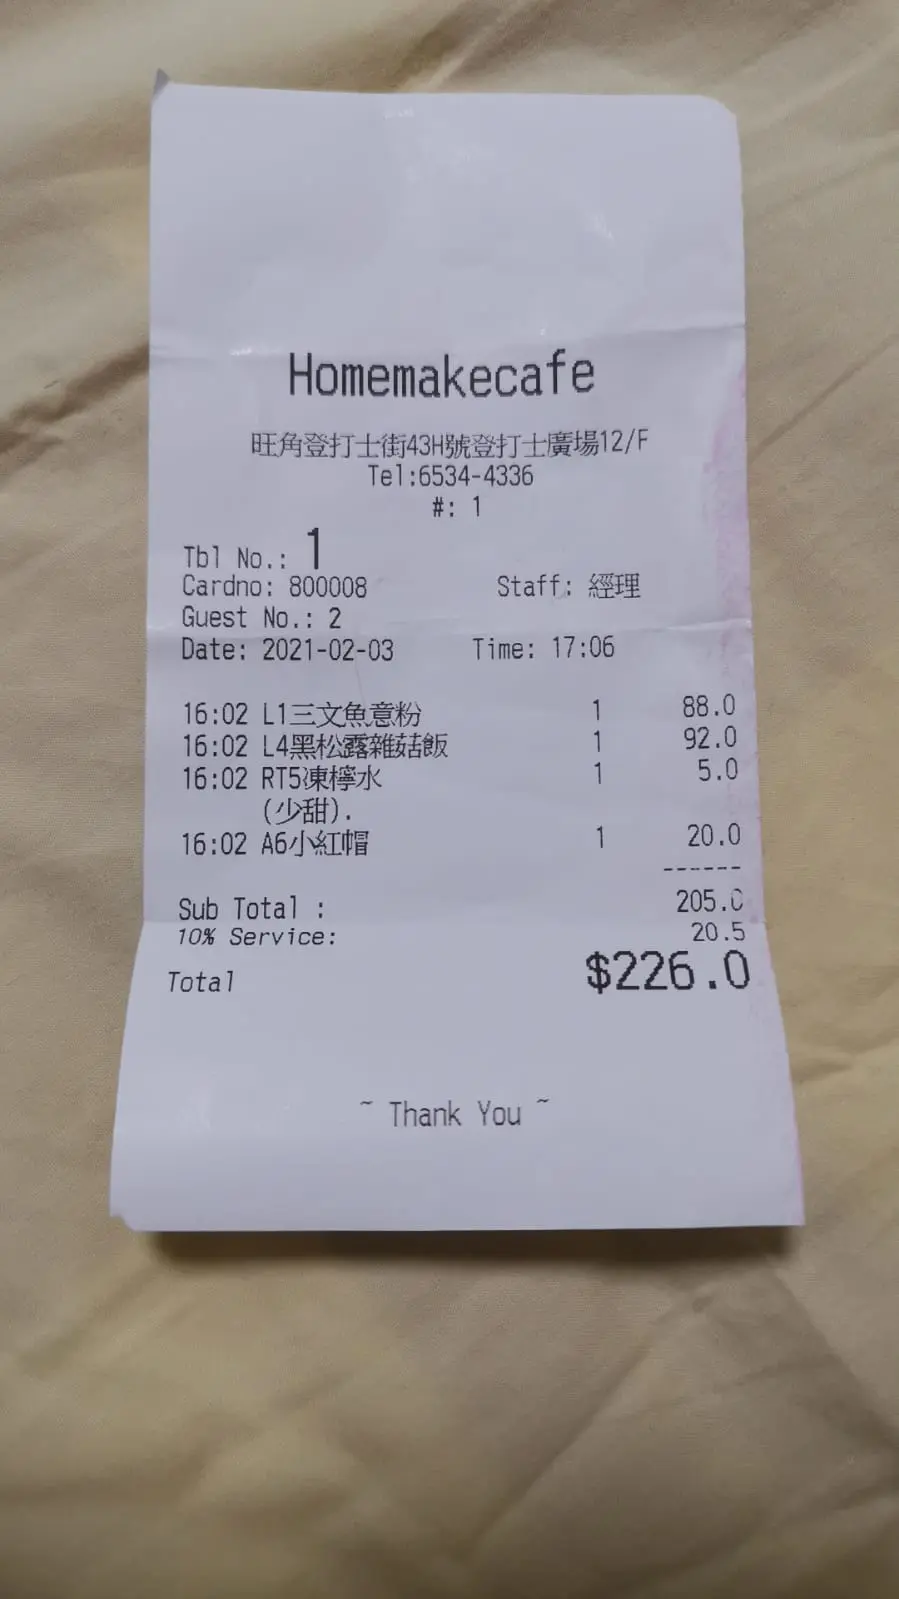 Homemakecafe
旺角登打士街43H號登打士廣場12/F
Tel:6534-4336
#: 1
Tbl No.: 1
Cardno: 800008 Staff: 經理
Guest No.: 2
Date: 2021-02-03 Time: 17:06
16:02 L1三文魚意粉 1 88.0
16:02 L4黑松露雜菇飯 1 92.0
16:02 RT5凍檸水 1 5.0
(少甜).
16:02 A6小紅帽 1 20.0
------
Sub Total : 205.0
10% Service: 20.5
Total $226.0
~ Thank You ~